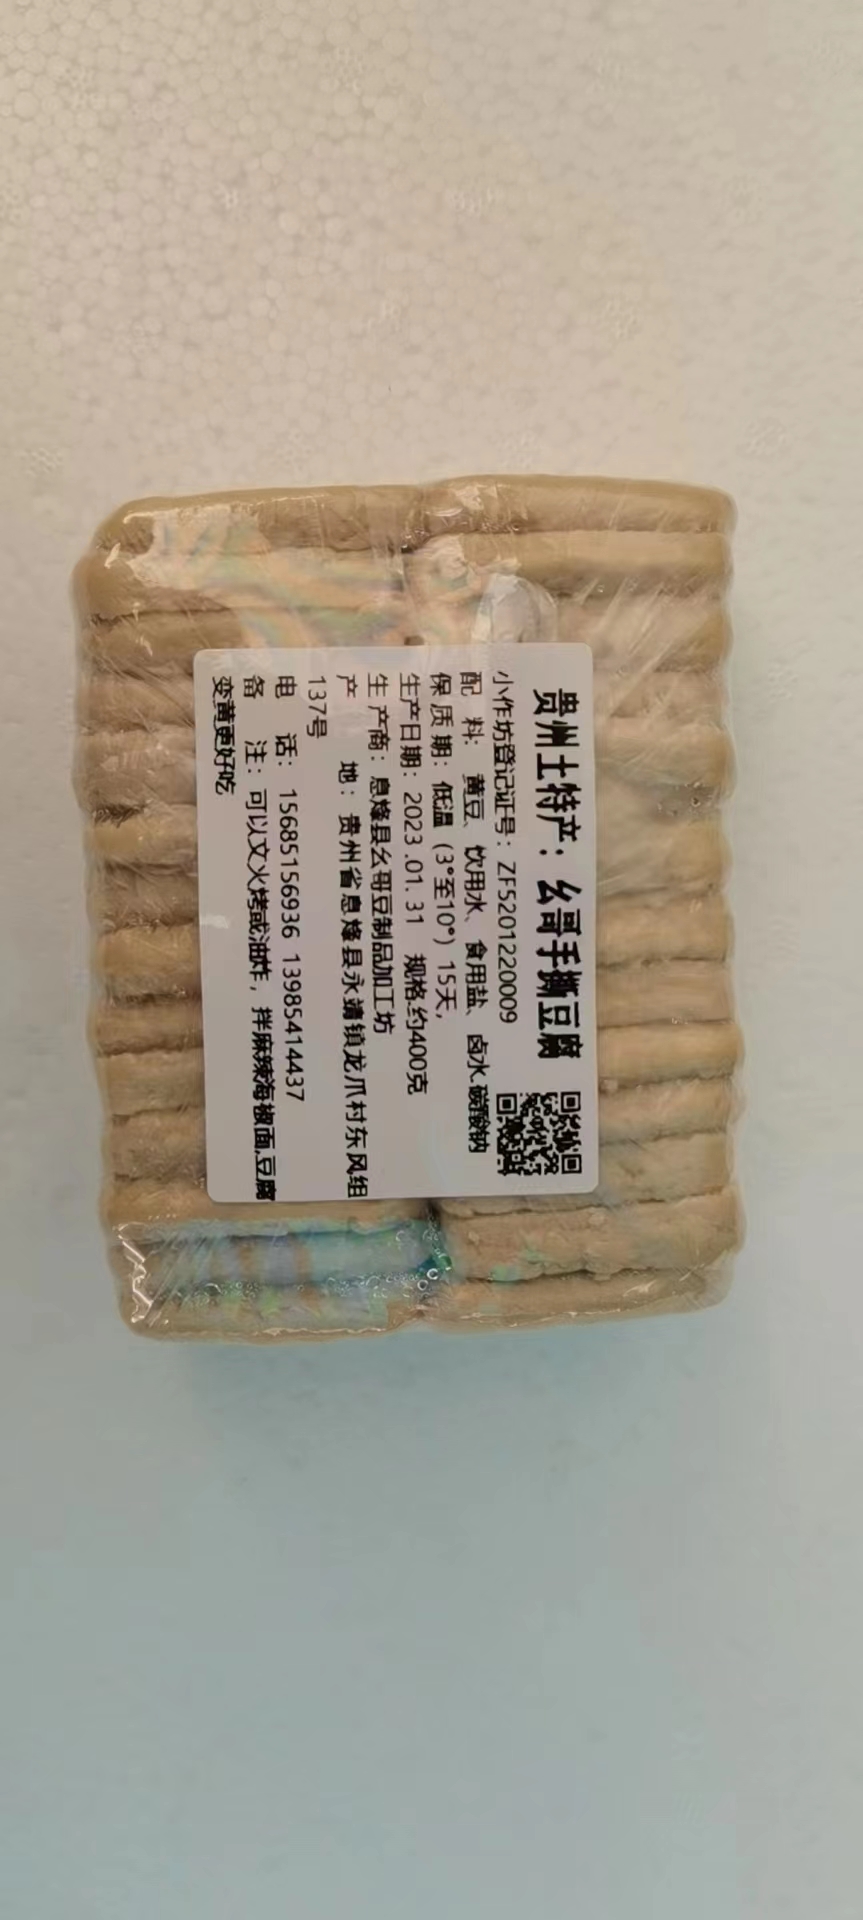 贵州土特产：幺哥手撕豆腐
小作坊登记证号：ZF5201220009
配 料： 黄豆、饮用水、食用盐、卤水、碳酸钠
保 质 期： 低温（3°至10°）15天，
生产日期： 2023.01.31 规格:约400克
生 产商：息烽县幺哥豆制品加工坊
产 地： 贵州省息烽县永靖镇龙爪村东风组
137号
电 话： 15685156936 13985414437
备 注：可以文火烤或油炸，拌麻辣海椒面,豆腐
变黄更好吃